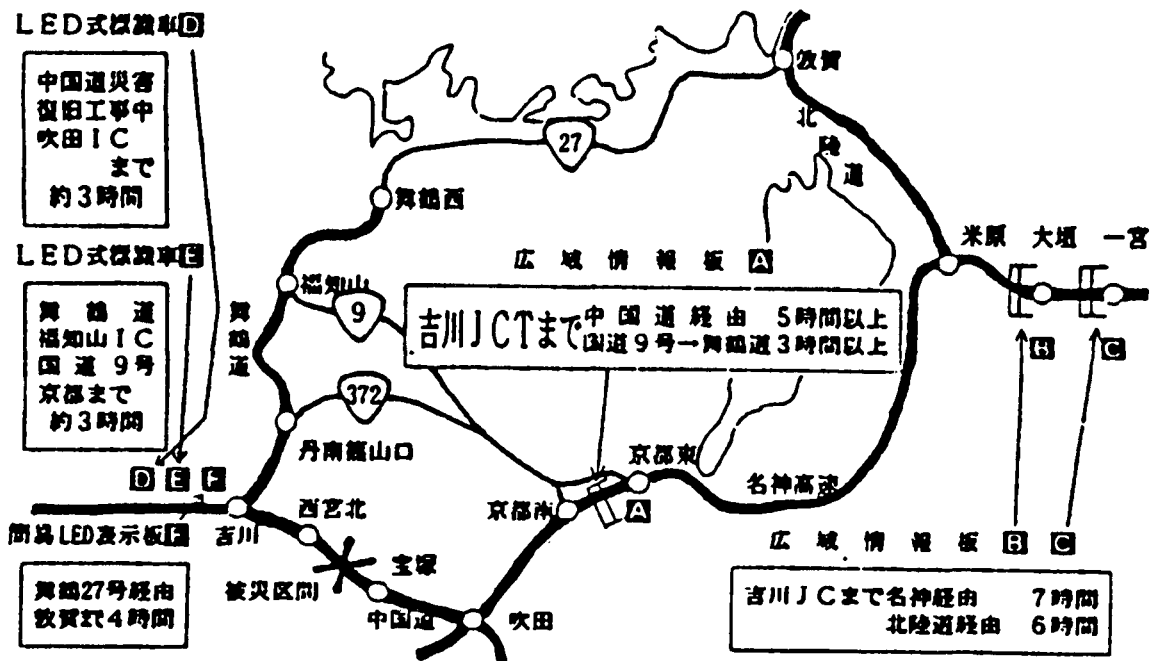 LED式標識車D
中国道災害
復旧工事中
吹田IC
まで
約3時間
LED式標識車E
舞鶴道
福知山IC
国道9号
京都まで
約3時間
舞鶴道
D E F
簡易LED表示板F
舞鶴27号経由
敦賀まで4時間
敦賀
北陸道
27
舞鶴西
福知山
9
372
丹南篠山口
吉川
西宮北
宝塚
被災区間
中国道
吹田
京都南
京都東
A
名神高速
米原 大垣 一宮
B C
広域情報板 A
吉川JCTまで
中国道経由 5時間以上
国道9号→舞鶴道3時間以上
広域情報板 B C
吉川JCまで名神経由 7時間
北陸道経由 6時間